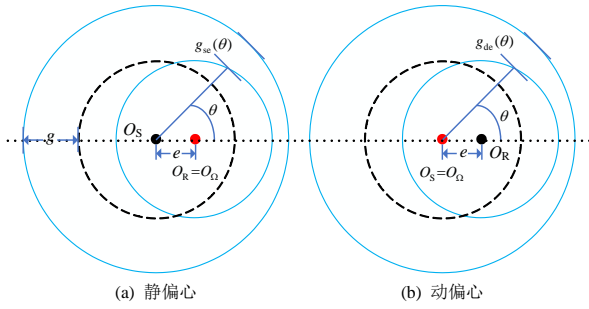 g_se(θ)
θ
O_S
g
e
O_R=O_Ω
(a) 静偏心
g_de(θ)
θ
e
O_R
O_S=O_Ω
(b) 动偏心